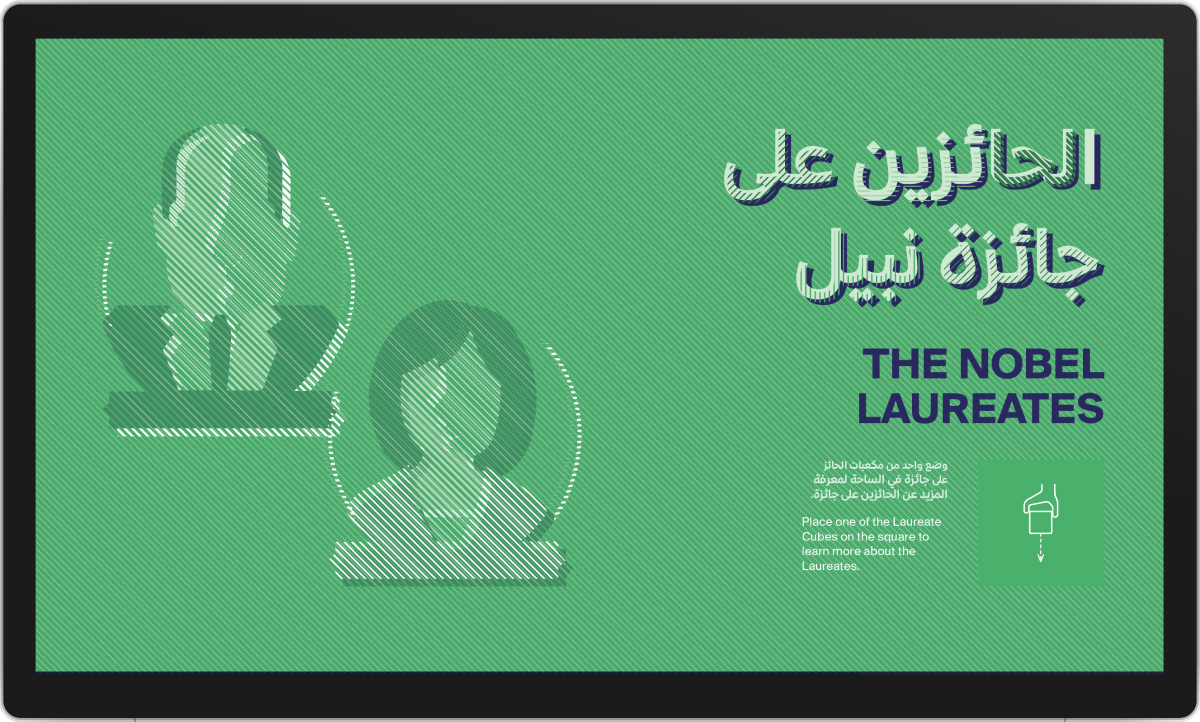 الحائزين على
جائزة نبيل
THE NOBEL
LAUREATES
وضع واحد من مكعبات الحائز
على جائزة في الساحة لمعرفة
المزيد عن الحائزين على جائزة.
Place one of the Laureate
Cubes on the square to
learn more about the
Laureates.